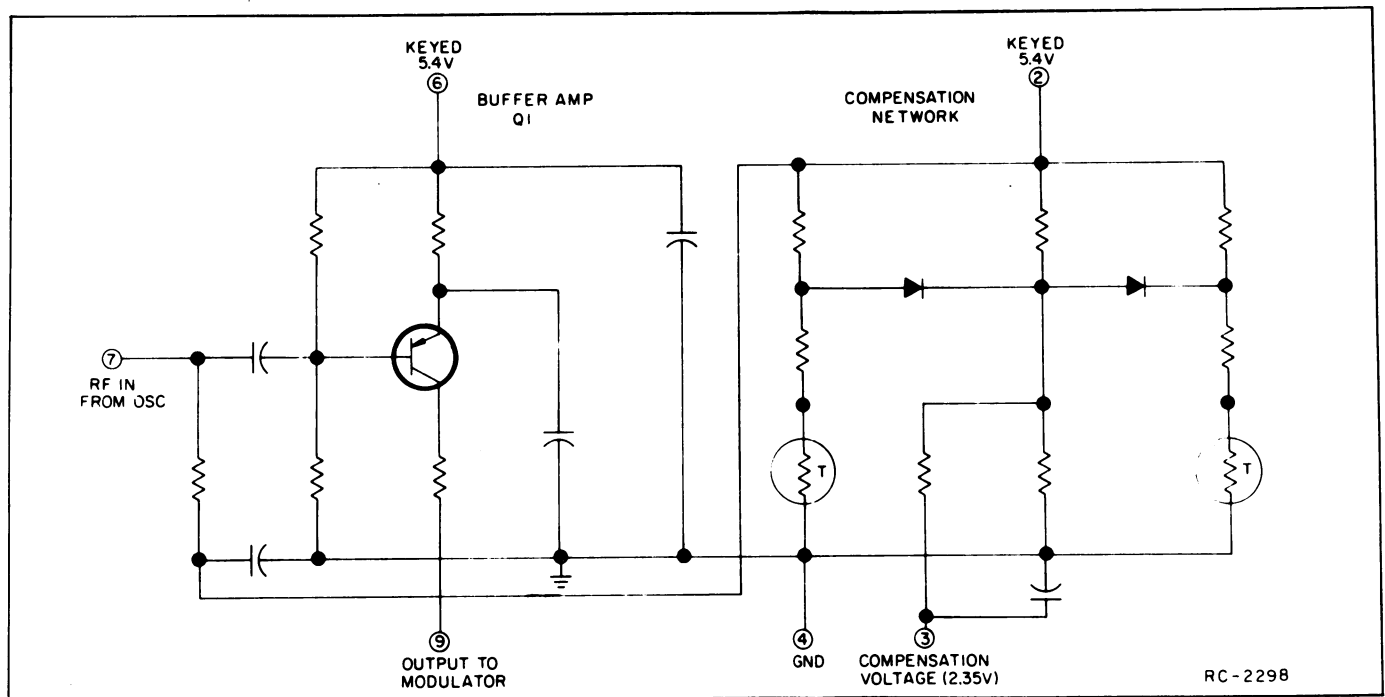 KEYED
5.4V
6
BUFFER AMP
Q1
COMPENSATION
NETWORK
KEYED
5.4V
2
7
RF IN
FROM OSC
T
T
9
OUTPUT TO
MODULATOR
4
GND
3
COMPENSATION
VOLTAGE (2.35V)
RC-2298